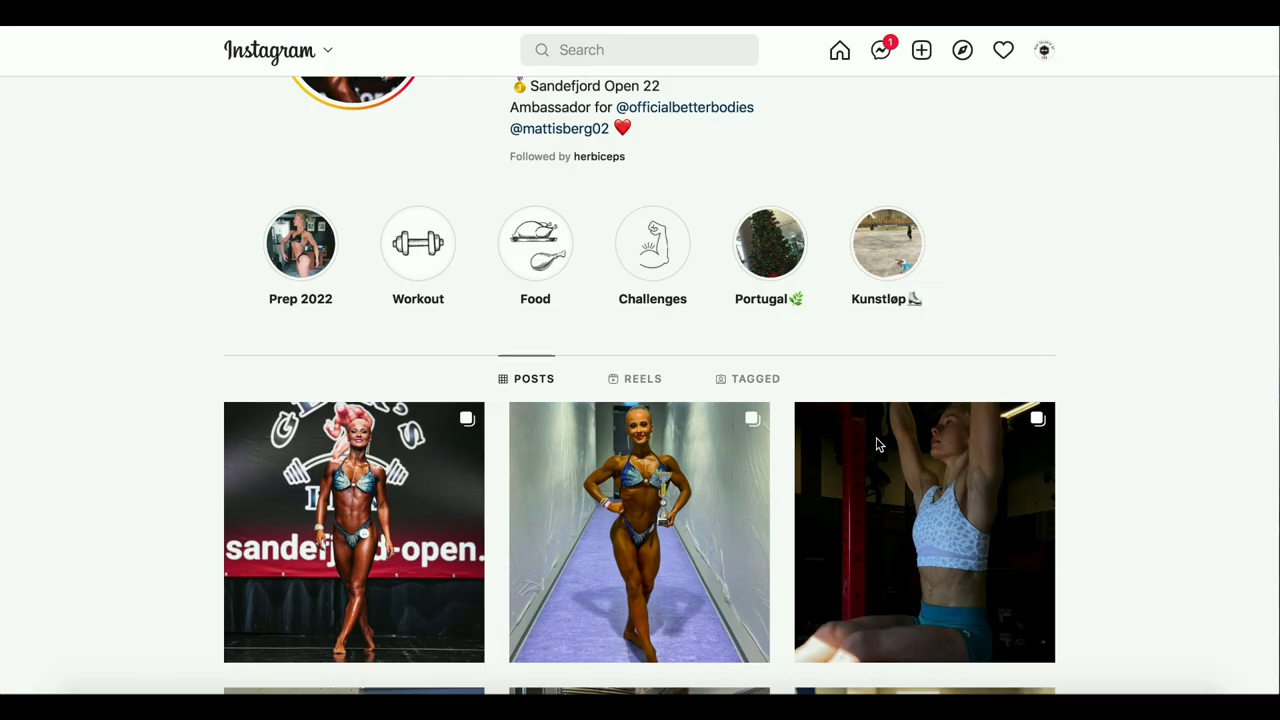 Instagram
Search
1
🥇Sandefjord Open 22
Ambassador for @officialbetterbodies
@mattisberg02 ❤️
Followed by herbiceps
Prep 2022
Workout
Food
Challenges
Portugal🌿
Kunstløp⛸️
POSTS
REELS
TAGGED
sandefjord-open.